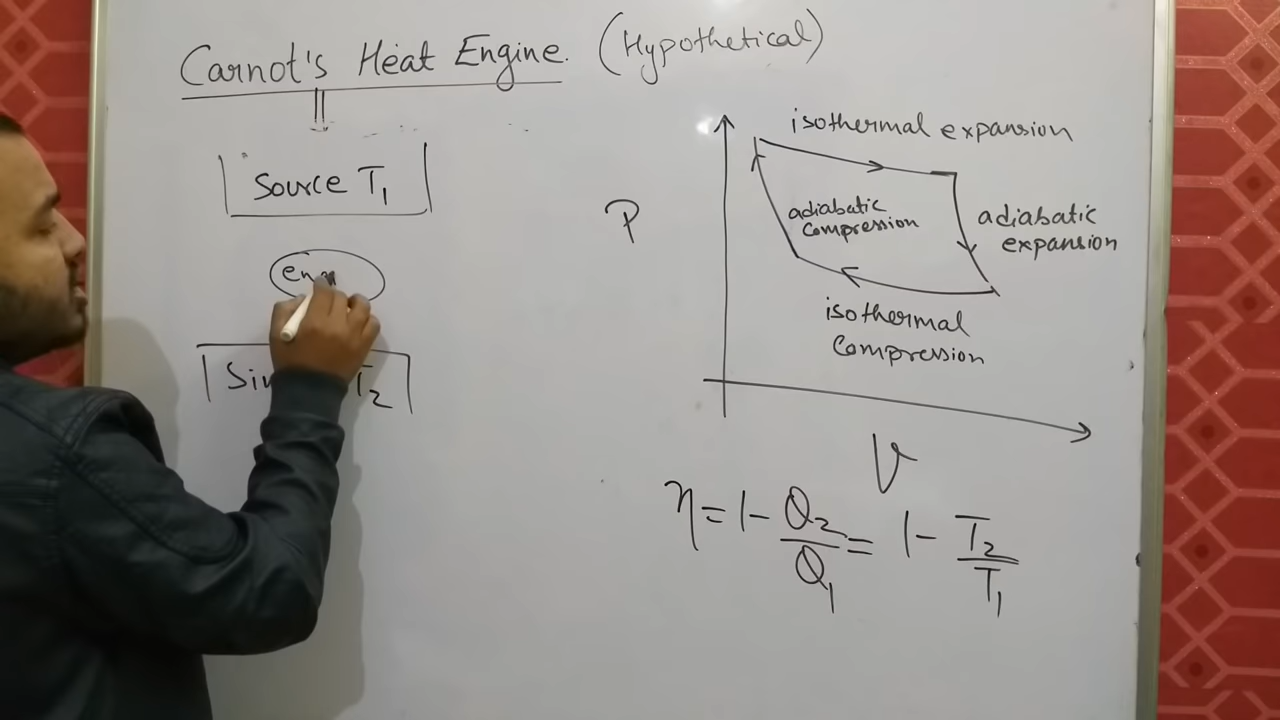 Carnot's Heat Engine. (Hypothetical)
Source T₁
T₂
P
isothermal expansion
adiabatic
compression
adiabatic
expansion
isothermal
Compression
V
η = 1 - Q₂/Q₁ = 1 - T₂/T₁